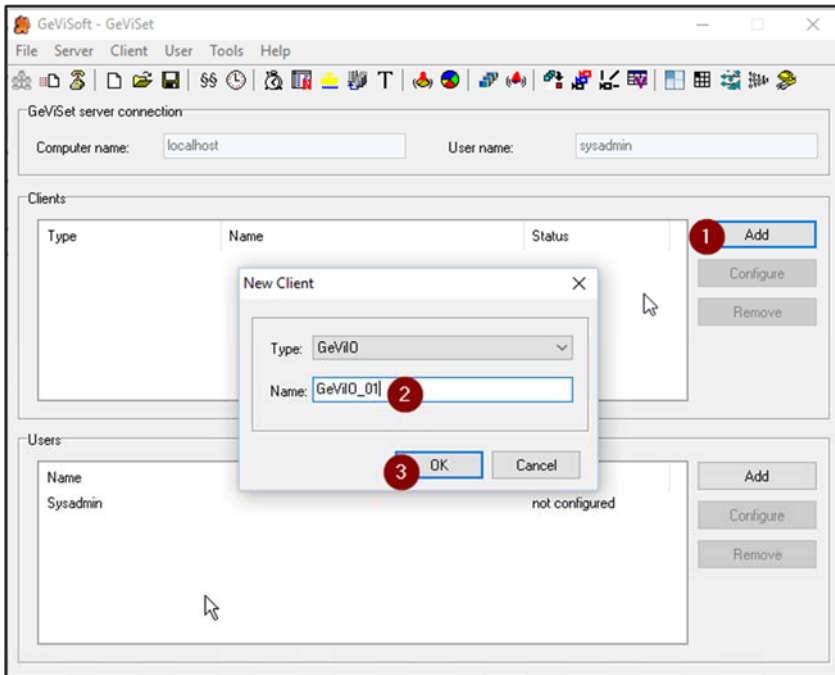 GeViSoft - GeViSet
File Server Client User Tools Help
§§ T
GeViSet server connection
Computer name: localhost User name: sysadmin
Clients
Type Name Status
1 Add
Configure
Remove
New Client
Type: GeViIO
Name: GeViIO_01 2
3 OK Cancel
Users
Name
Sysadmin not configured
Add
Configure
Remove